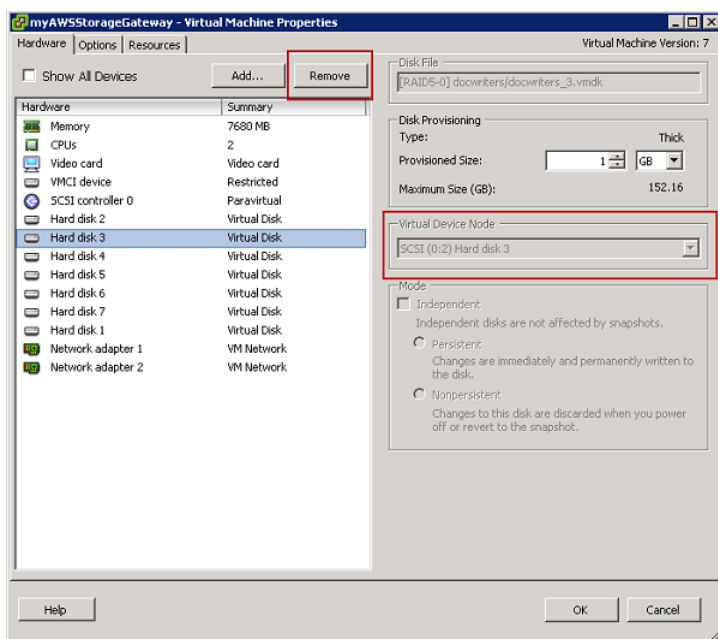 myAWSStorageGateway - Virtual Machine Properties
Hardware Options Resources
Virtual Machine Version: 7
Show All Devices
Add...
Remove
Hardware Summary
Memory 7680 MB
CPUs 2
Video card Video card
VMCI device Restricted
SCSI controller 0 Paravirtual
Hard disk 2 Virtual Disk
Hard disk 3 Virtual Disk
Hard disk 4 Virtual Disk
Hard disk 5 Virtual Disk
Hard disk 6 Virtual Disk
Hard disk 7 Virtual Disk
Hard disk 1 Virtual Disk
Network adapter 1 VM Network
Network adapter 2 VM Network
Disk File
[RAID5-0] docwriters/docwriters_3.vmdk
Disk Provisioning
Type: Thick
Provisioned Size: 1 GB
Maximum Size (GB): 152.16
Virtual Device Node
SCSI (0:2) Hard disk 3
Mode
Independent
Independent disks are not affected by snapshots.
Persistent
Changes are immediately and permanently written to
the disk.
Nonpersistent
Changes to this disk are discarded when you power
off or revert to the snapshot.
Help
OK
Cancel